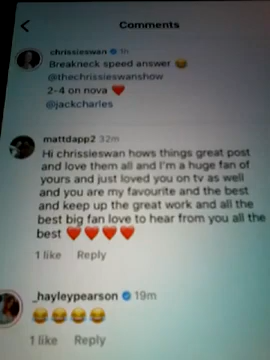 Comments
chrissieswan 1h
Breakneck speed answer 😂
@thechrissieswanshow
2-4 on nova ❤️
@jackcharles
mattdapp2 32m
Hi chrissieswan hows things great post
and love them all and I'm a huge fan of
yours and just loved you on tv as well
and you are my favourite and the best
and keep up the great work and all the
best big fan love to hear from you all the
best ❤️❤️❤️❤️
1 like Reply
_hayleypearson 19m
😂😂😂😂
1 like Reply